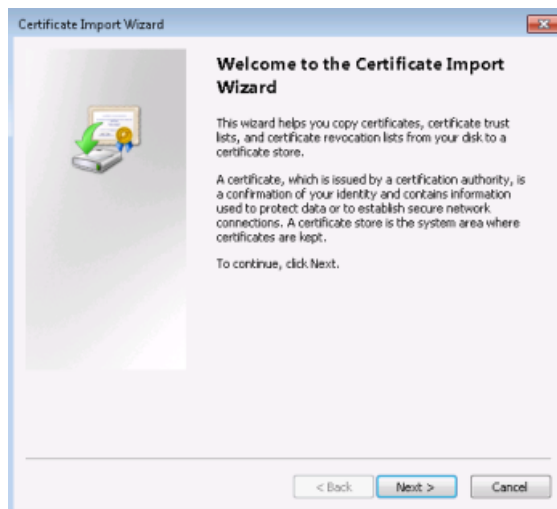 Certificate Import Wizard
Welcome to the Certificate Import
Wizard
This wizard helps you copy certificates, certificate trust
lists, and certificate revocation lists from your disk to a
certificate store.
A certificate, which is issued by a certification authority, is
a confirmation of your identity and contains information
used to protect data or to establish secure network
connections. A certificate store is the system area where
certificates are kept.
To continue, click Next.
< Back Next > Cancel